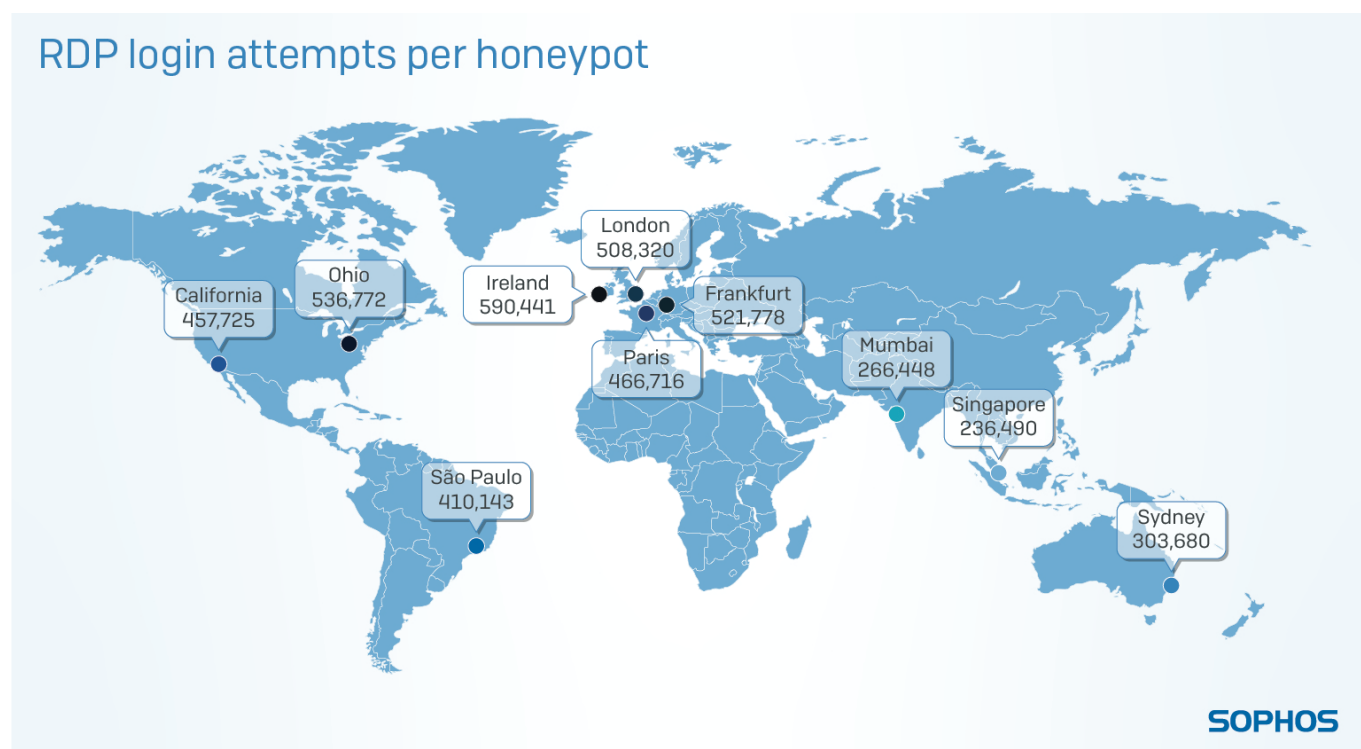 RDP login attempts per honeypot
London
508,320
Ohio
536,772
Ireland
590,441
California
457,725
Frankfurt
521,778
Paris
466,716
Mumbai
266,448
Singapore
236,490
São Paulo
410,143
Sydney
303,680
SOPHOS